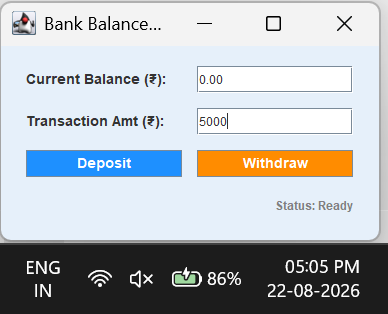 Bank Balance...
Current Balance (₹): 0.00
Transaction Amt (₹): 5000
Deposit Withdraw
Status: Ready
ENG 05:05 PM
IN 86% 22-08-2026